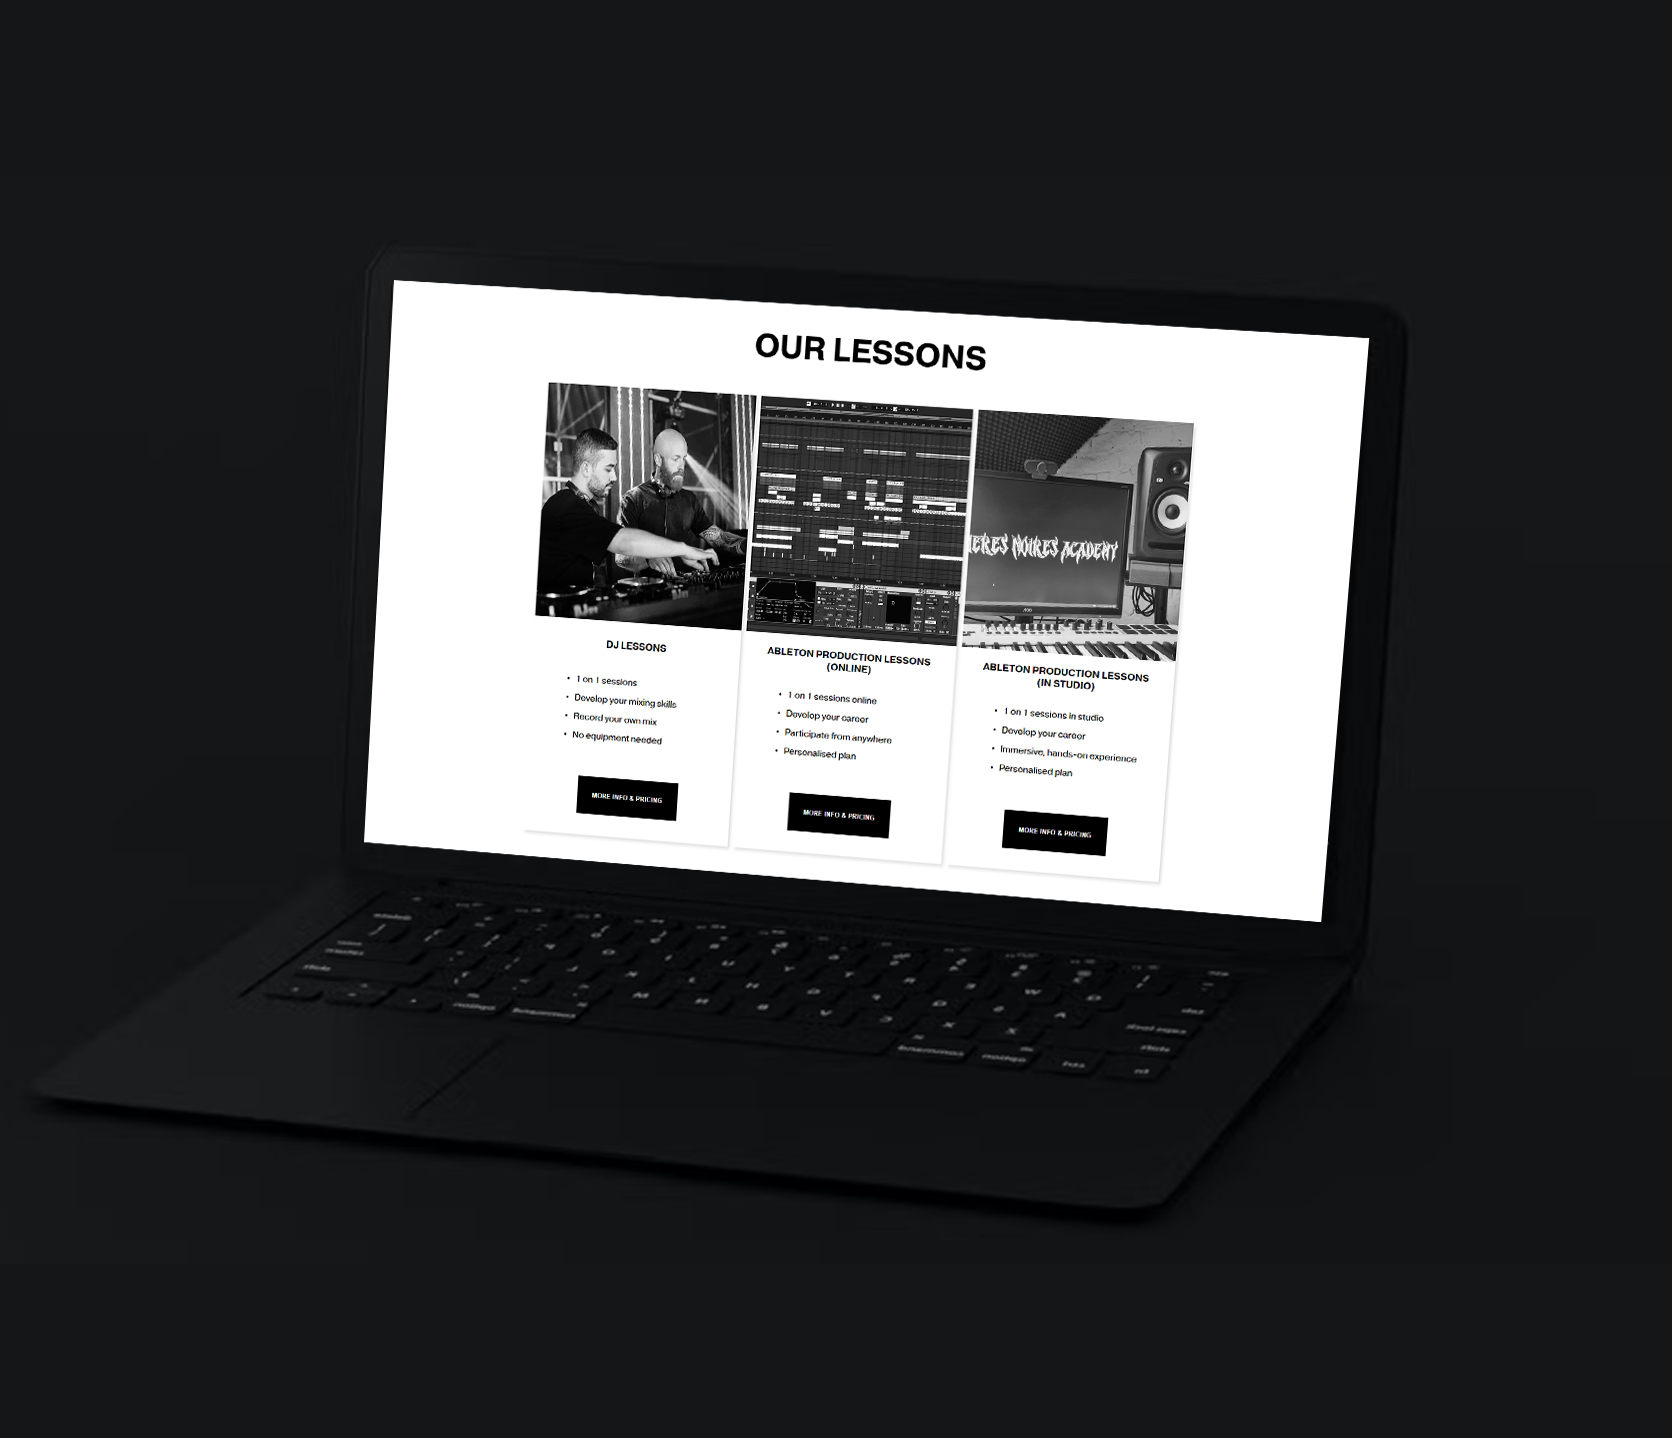 OUR LESSONS
NOIRES ACADEMY
DJ LESSONS
• 1 on 1 sessions
• Develop your mixing skills
• Record your own mix
• No equipment needed
MORE INFO & PRICING
ABLETON PRODUCTION LESSONS
(ONLINE)
• 1 on 1 sessions online
• Develop your career
• Participate from anywhere
• Personalised plan
MORE INFO & PRICING
ABLETON PRODUCTION LESSONS
(IN STUDIO)
• 1 on 1 sessions in studio
• Develop your career
• Immersive, hands-on experience
• Personalised plan
MORE INFO & PRICING